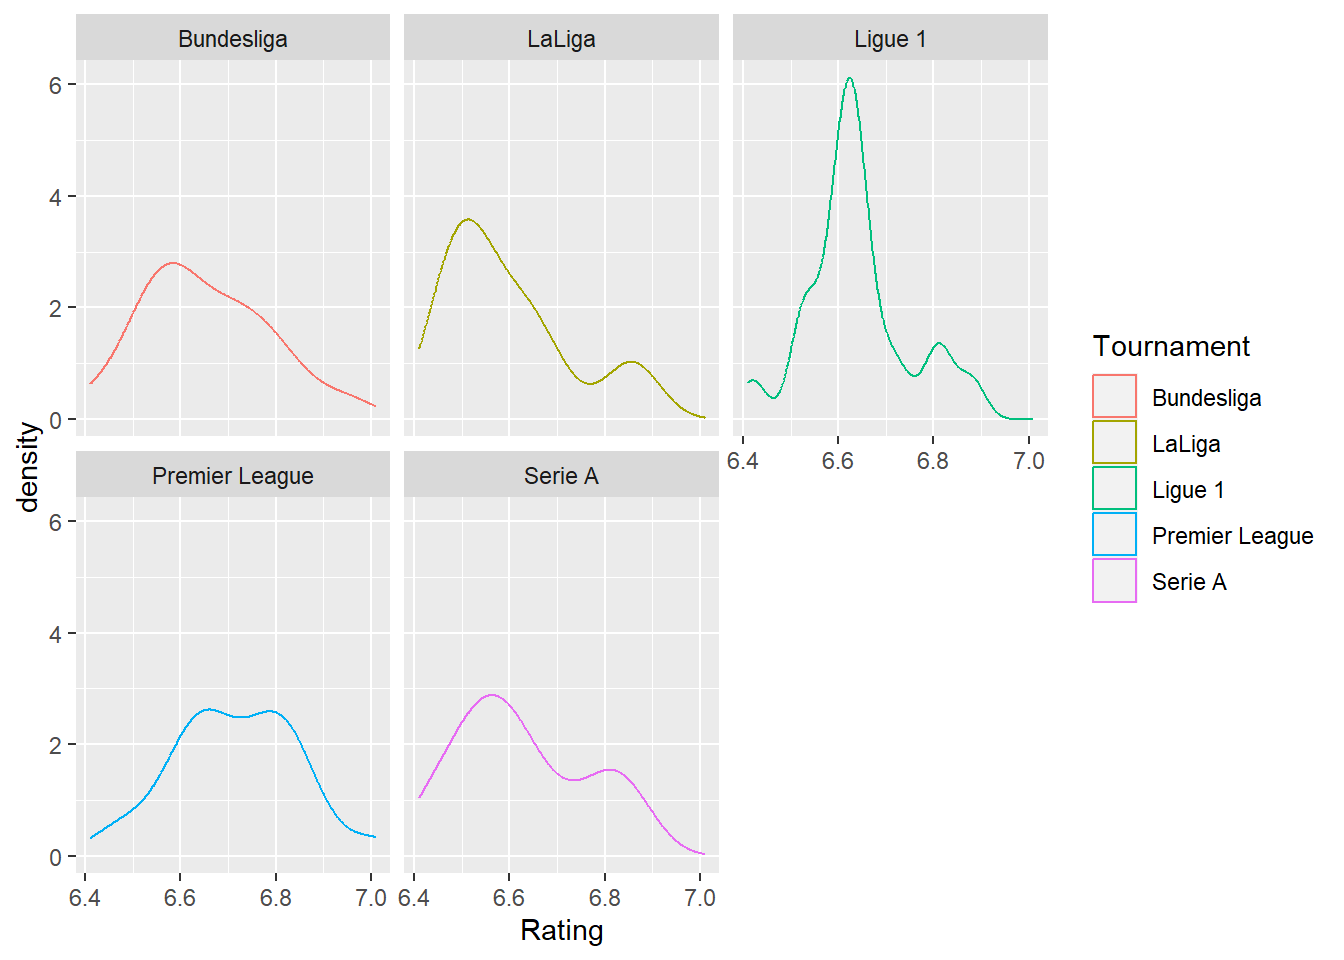 Bundesliga
LaLiga
Ligue 1
6
4
2
0
6.4
6.6
6.8
7.0
density
Premier League
Serie A
6
4
2
0
6.4
6.6
6.8
7.0
6.4
6.6
6.8
7.0
Rating
Tournament
Bundesliga
LaLiga
Ligue 1
Premier League
Serie A